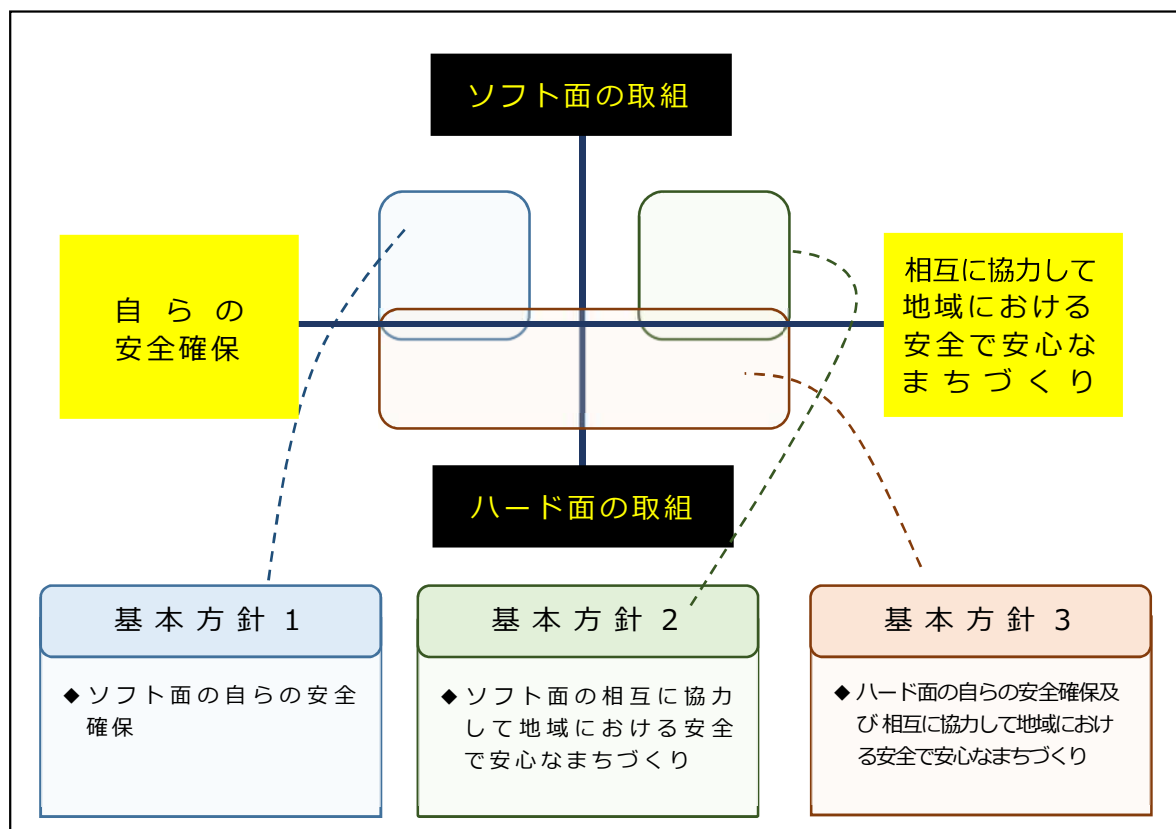 ソフト面の取組
自らの
安全確保
相互に協力して
地域における
安全で安心な
まちづくり
ハード面の取組
基本方針1
◆ソフト面の自らの安全
確保
基本方針2
◆ソフト面の相互に協力
して地域における安全
で安心なまちづくり
基本方針3
◆ハード面の自らの安全確保及
び相互に協力して地域におけ
る安全で安心なまちづくり